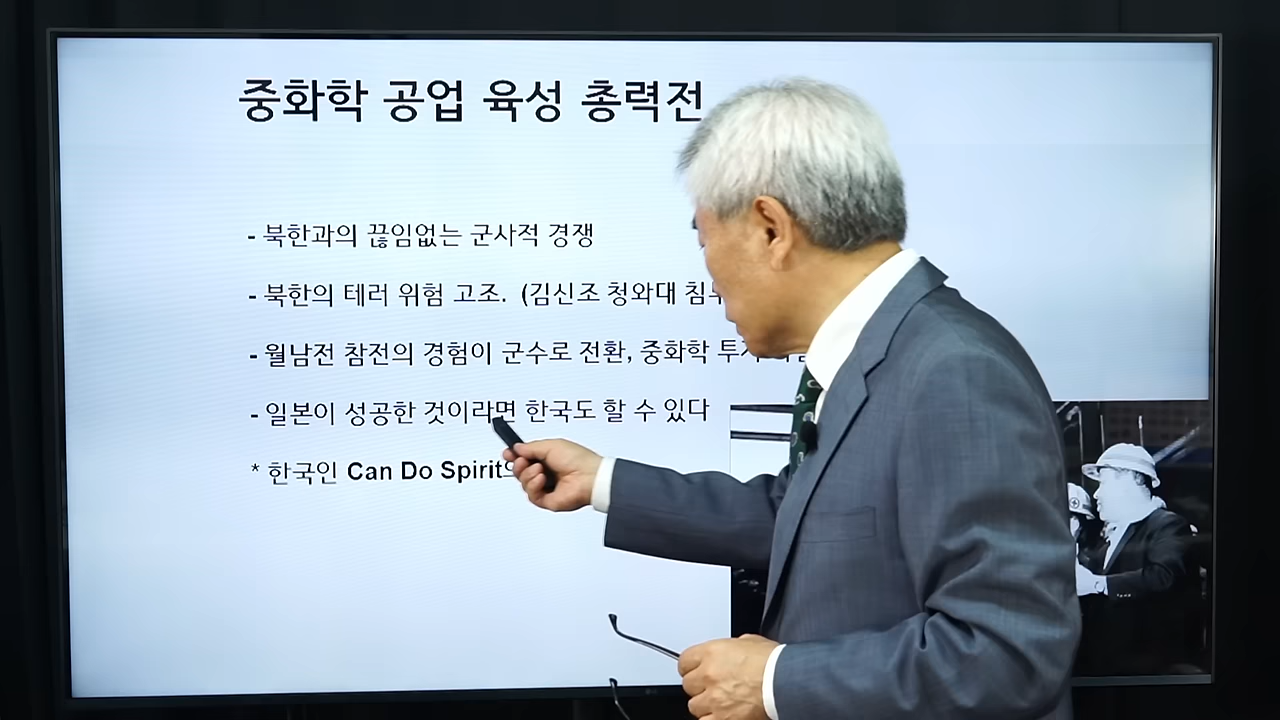 중화학 공업 육성 총력전
- 북한과의 끊임없는 군사적 경쟁
- 북한의 테러 위험 고조. (김신조 청와대
- 월남전 참전의 경험이 군수로 전환, 중화학
- 일본이 성공한 것이라면 한국도 할 수 있다
* 한국인 Can Do Spirit